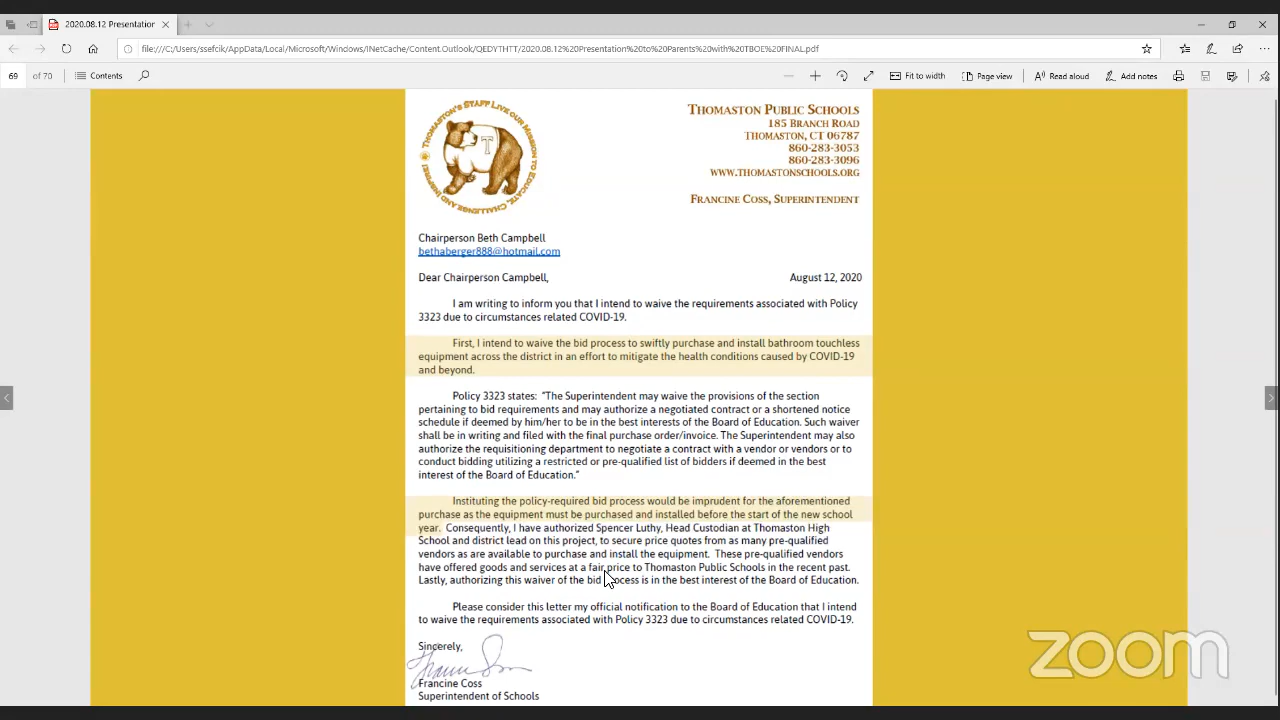 2020.08.12 Presentation
file:///C:/Users/ssefcik/AppData/Local/Microsoft/Windows/INetCache/Content.Outlook/QEDYTHTT/2020.08.12%20Presentation%20to%20Parents%20with%20TBOE%20FINAL.pdf
69 of 70 Contents Fit to width Page view Read aloud Add notes
THOMASTON'S STAFF LIVE OUR MISSION TO EDUCATE, CHALLENGE AND INSPIRE!
T
THOMASTON PUBLIC SCHOOLS
185 BRANCH ROAD
THOMASTON, CT 06787
860-283-3053
860-283-3096
WWW.THOMASTONSCHOOLS.ORG
FRANCINE COSS, SUPERINTENDENT
Chairperson Beth Campbell
bethaberger888@hotmail.com
Dear Chairperson Campbell, August 12, 2020
I am writing to inform you that I intend to waive the requirements associated with Policy
3323 due to circumstances related COVID-19.
First, I intend to waive the bid process to swiftly purchase and install bathroom touchless
equipment across the district in an effort to mitigate the health conditions caused by COVID-19
and beyond.
Policy 3323 states: "The Superintendent may waive the provisions of the section
pertaining to bid requirements and may authorize a negotiated contract or a shortened notice
schedule if deemed by him/her to be in the best interests of the Board of Education. Such waiver
shall be in writing and filed with the final purchase order/invoice. The Superintendent may also
authorize the requisitioning department to negotiate a contract with a vendor or vendors or to
conduct bidding utilizing a restricted or pre-qualified list of bidders if deemed in the best
interest of the Board of Education."
Instituting the policy-required bid process would be imprudent for the aforementioned
purchase as the equipment must be purchased and installed before the start of the new school
year. Consequently, I have authorized Spencer Luthy, Head Custodian at Thomaston High
School and district lead on this project, to secure price quotes from as many pre-qualified
vendors as are available to purchase and install the equipment. These pre-qualified vendors
have offered goods and services at a fair price to Thomaston Public Schools in the recent past.
Lastly, authorizing this waiver of the bid process is in the best interest of the Board of Education.
Please consider this letter my official notification to the Board of Education that I intend
to waive the requirements associated with Policy 3323 due to circumstances related COVID-19.
Sincerely,
Francine Coss
Superintendent of Schools
zoom